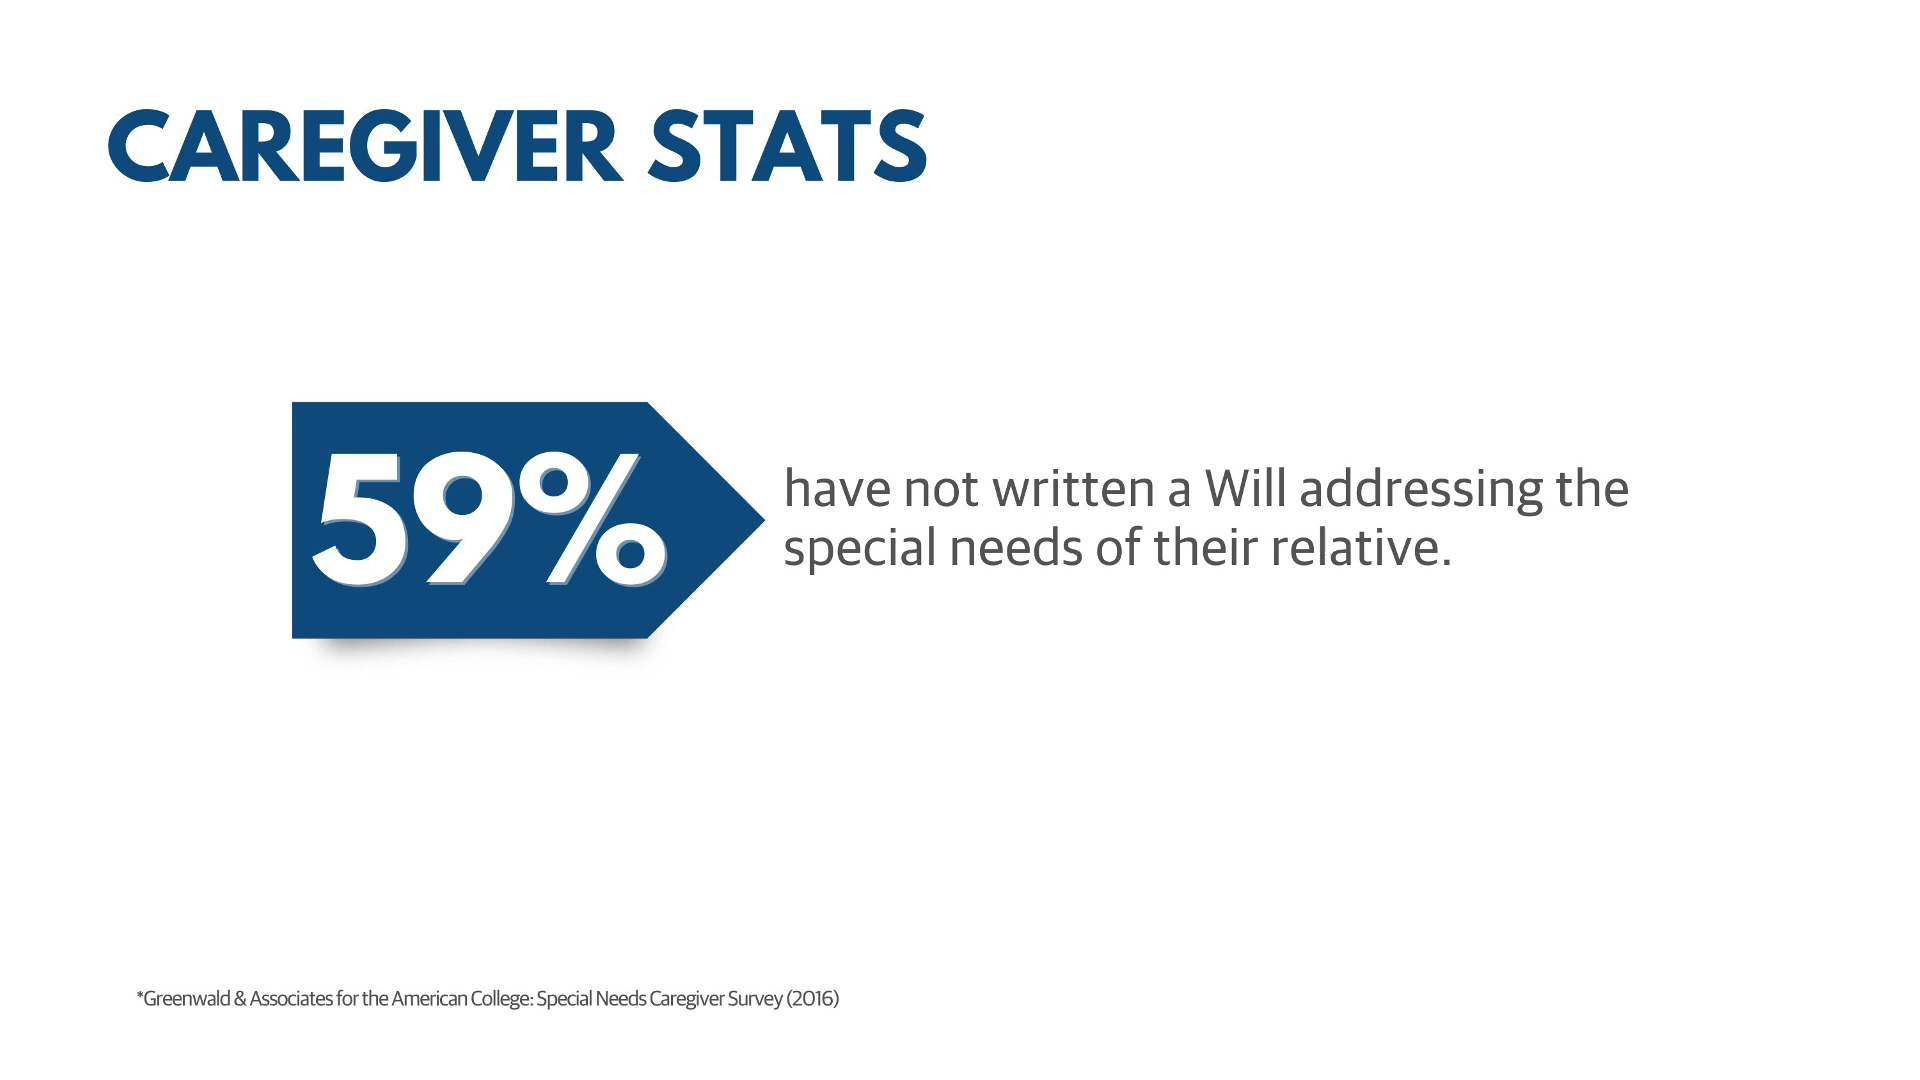 CAREGIVER STATS
59%
have not written a Will addressing the
special needs of their relative.
*Greenwald & Associates for the American College: Special Needs Caregiver Survey (2016)